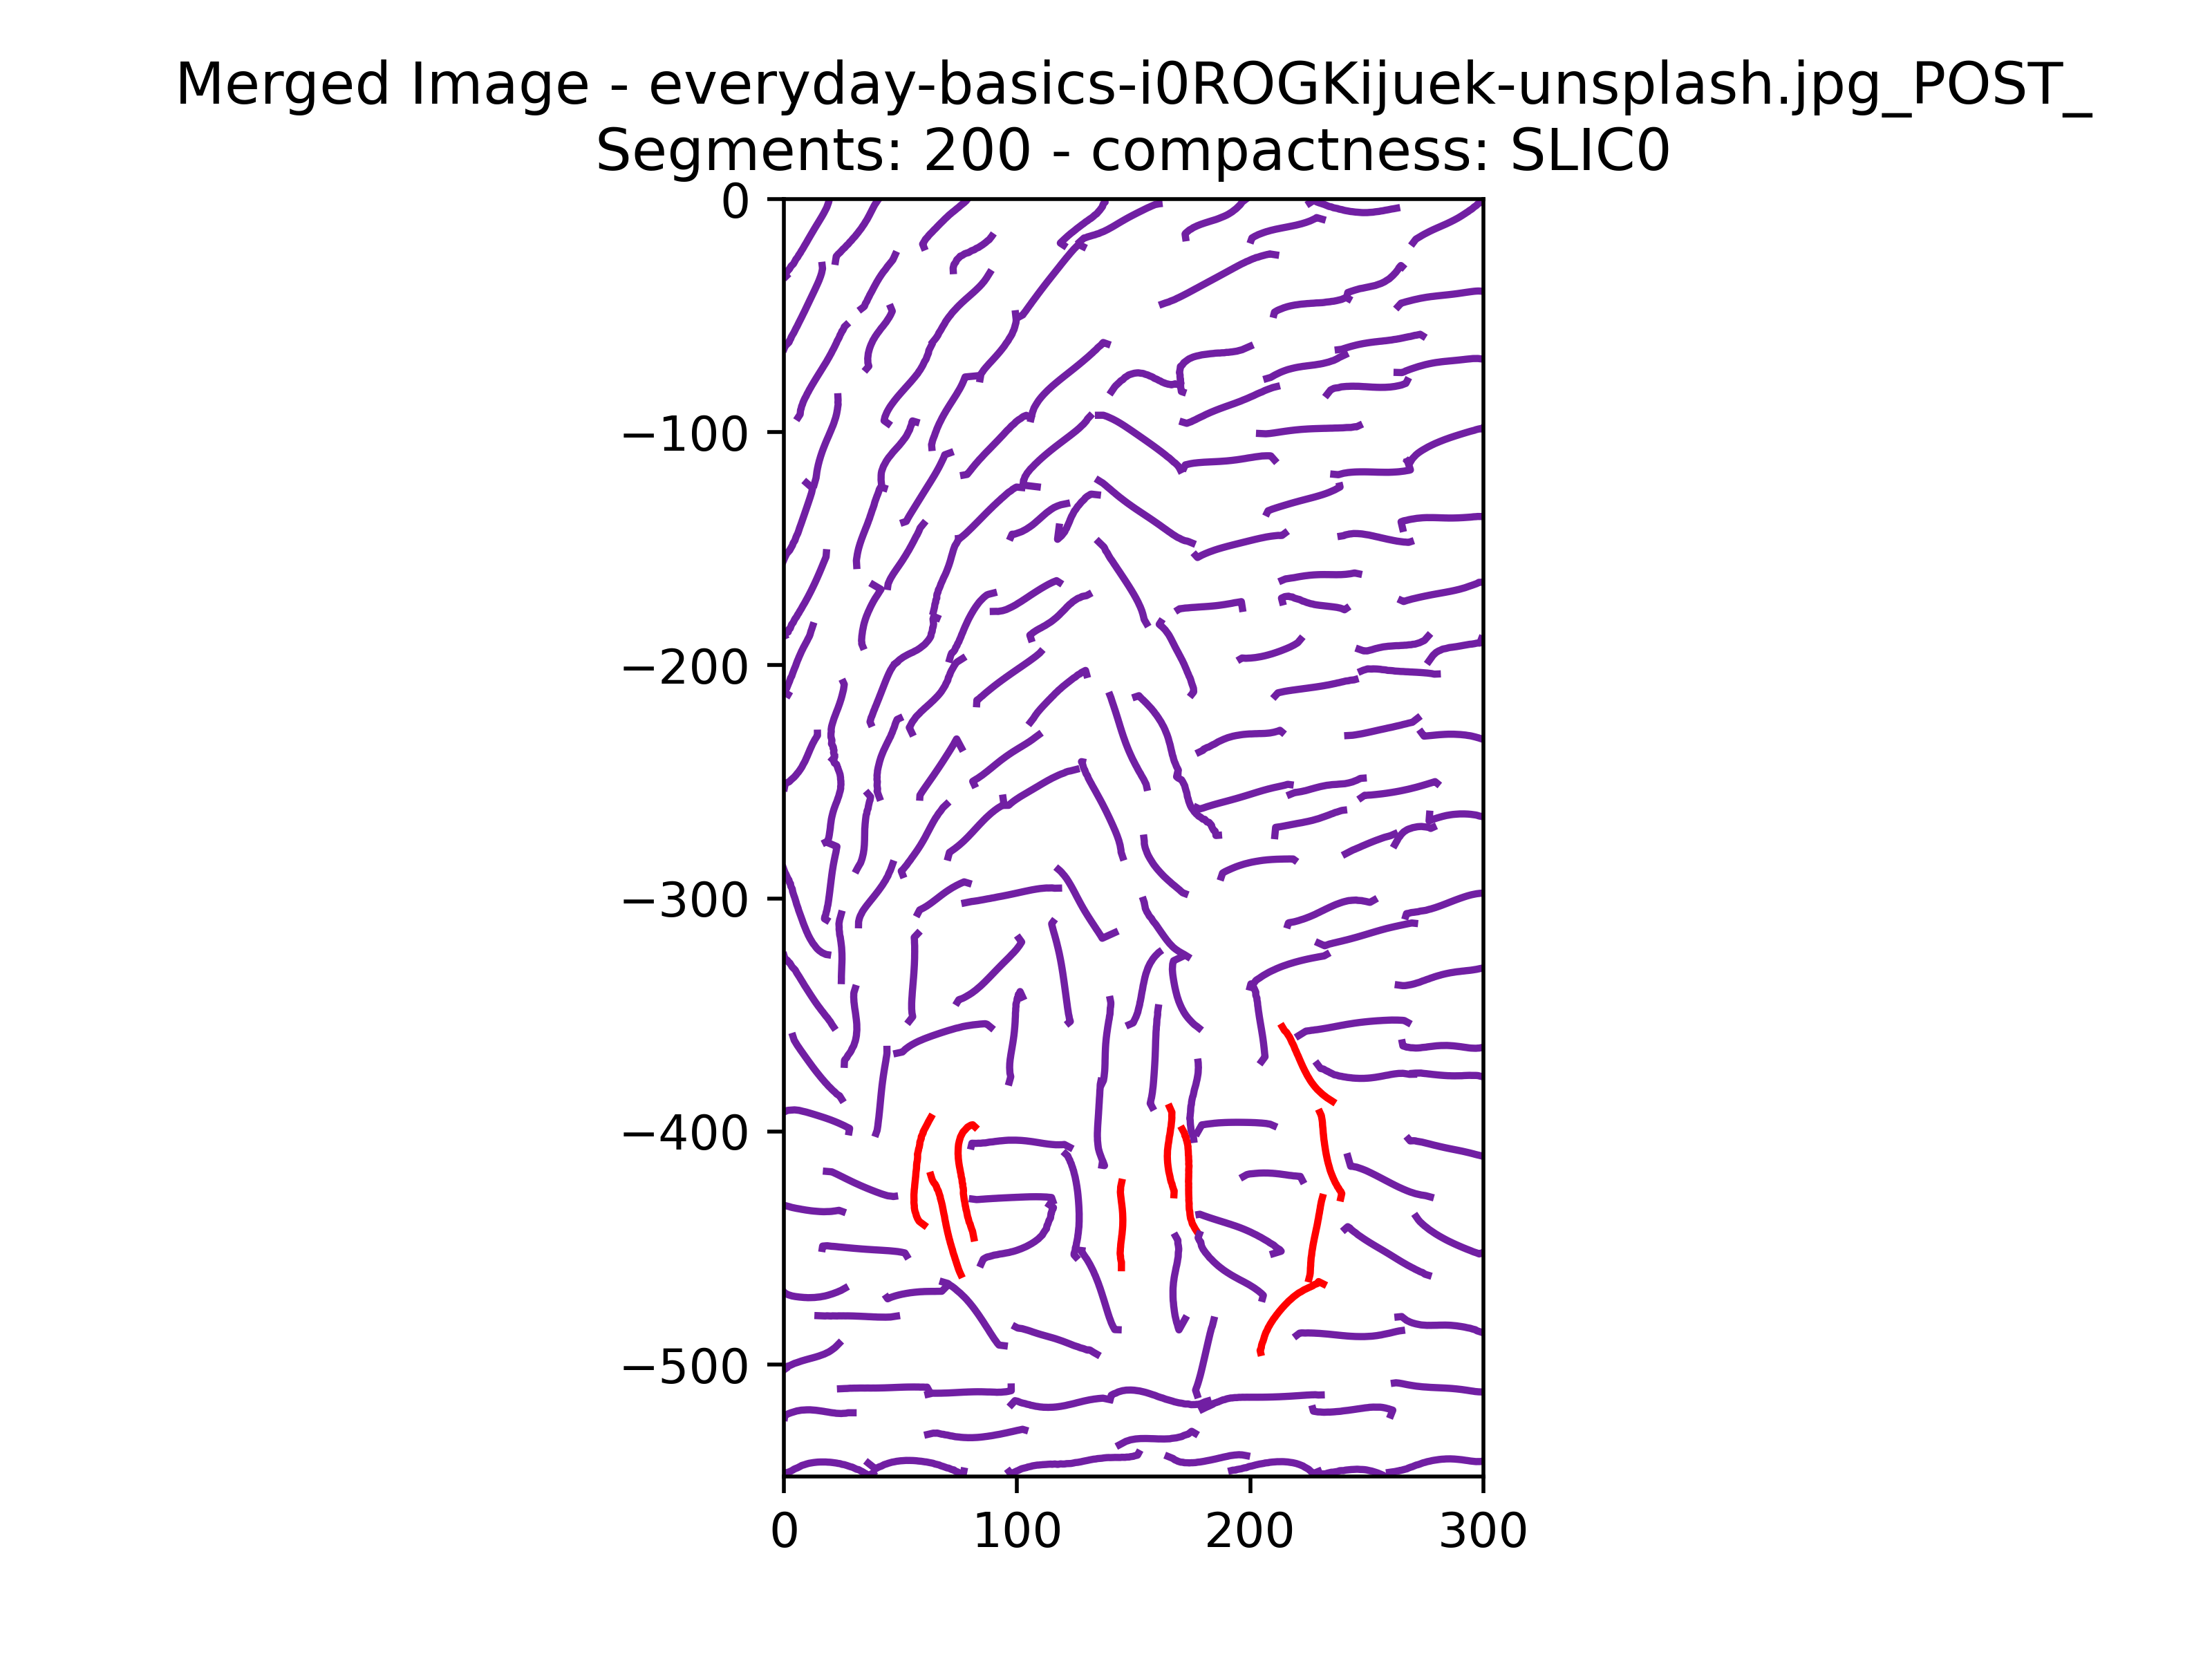 Merged Image - everyday-basics-i0ROGKijuek-unsplash.jpg_POST_
Segments: 200 - compactness: SLIC0
0
−100
−200
−300
−400
−500
0 100 200 300